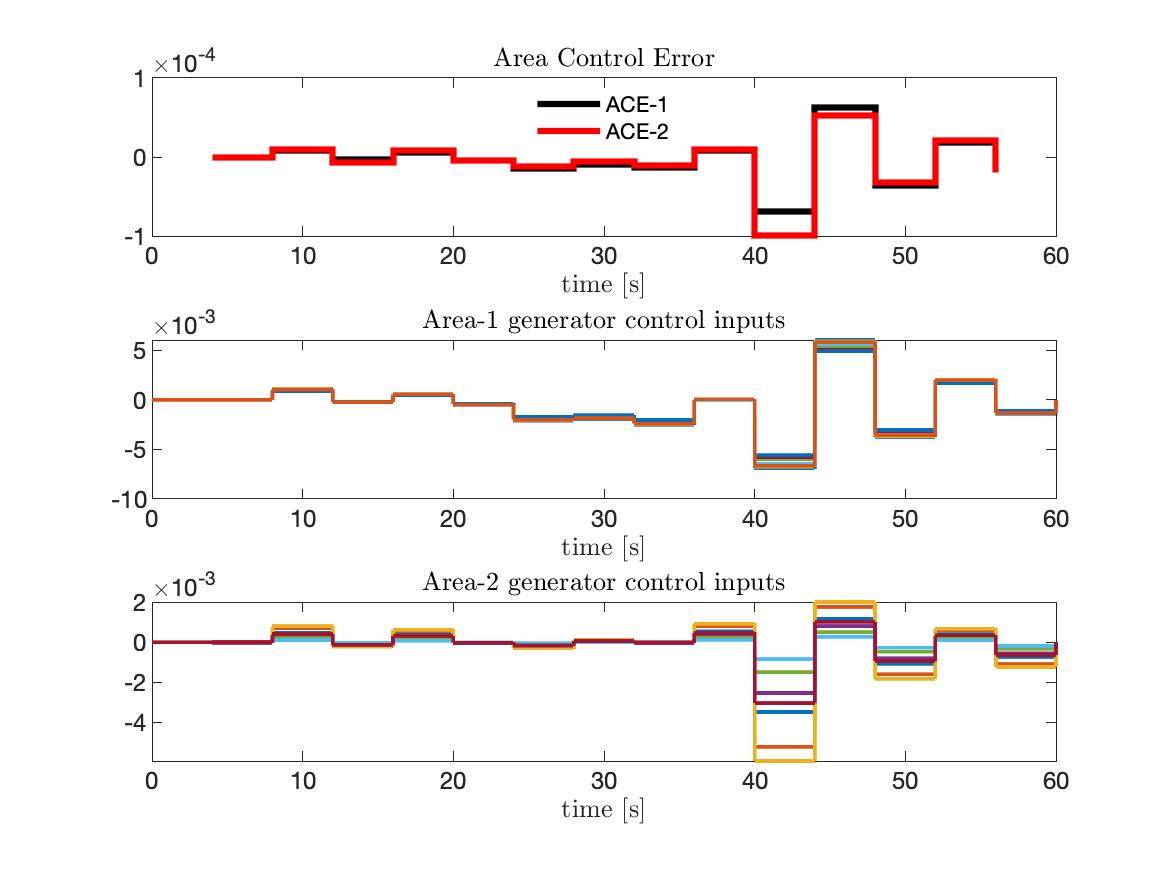 ×10-4
Area Control Error
1
ACE-1
ACE-2
0
-1
0 10 20 30 40 50 60
time [s]
×10-3
Area-1 generator control inputs
5
0
-5
-10
0 10 20 30 40 50 60
time [s]
×10-3
Area-2 generator control inputs
2
0
-2
-4
0 10 20 30 40 50 60
time [s]